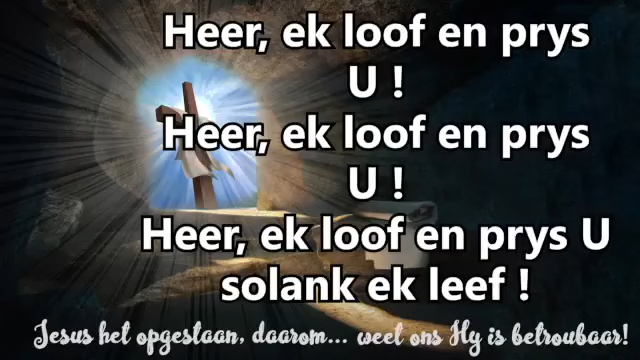 Heer, ek loof en prys
U !
Heer, ek loof en prys
U !
Heer, ek loof en prys U
solank ek leef !
Jesus het opgestaan, daarom... weet ons Hy is betroubaar!